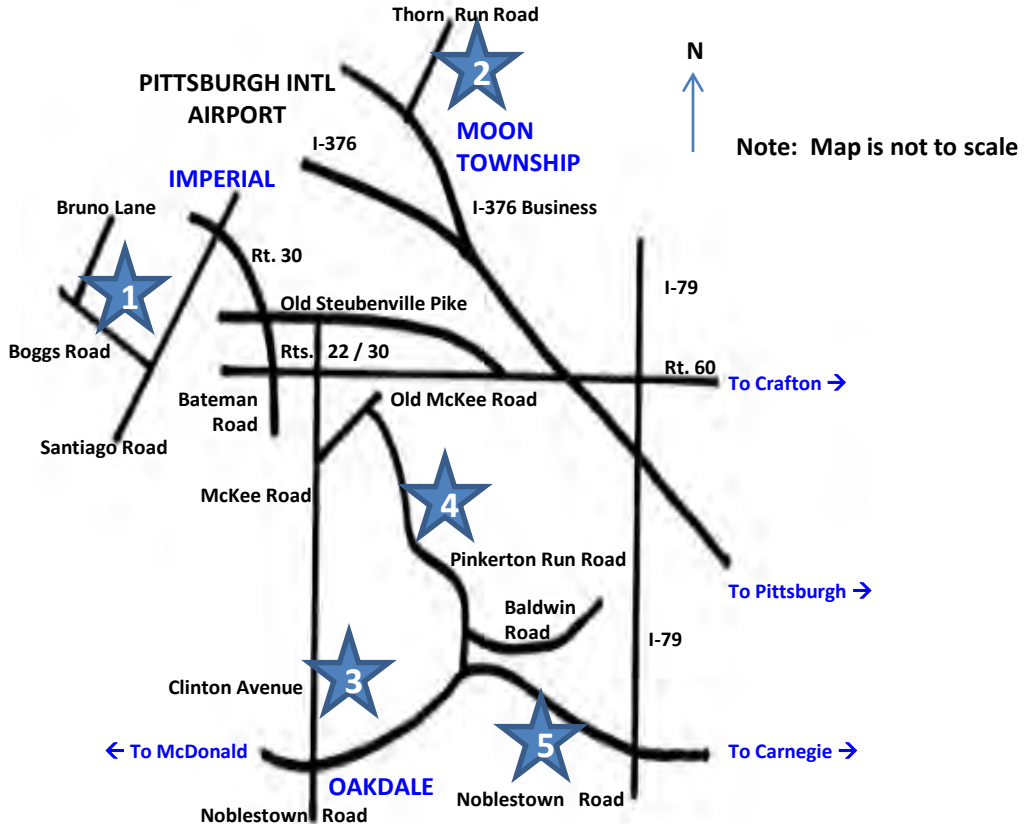 Thorn Run Road
2
N
PITTSBURGH INTL
AIRPORT
MOON
TOWNSHIP
I-376
Note: Map is not to scale
IMPERIAL
Bruno Lane
I-376 Business
Rt. 30
1
I-79
Old Steubenville Pike
Boggs Road
Rts. 22 / 30
Rt. 60
To Crafton →
Bateman
Road
Old McKee Road
Santiago Road
McKee Road
4
Pinkerton Run Road
To Pittsburgh →
Baldwin
Road
I-79
Clinton Avenue
3
← To McDonald
5
To Carnegie →
OAKDALE
Noblestown Road
Noblestown Road